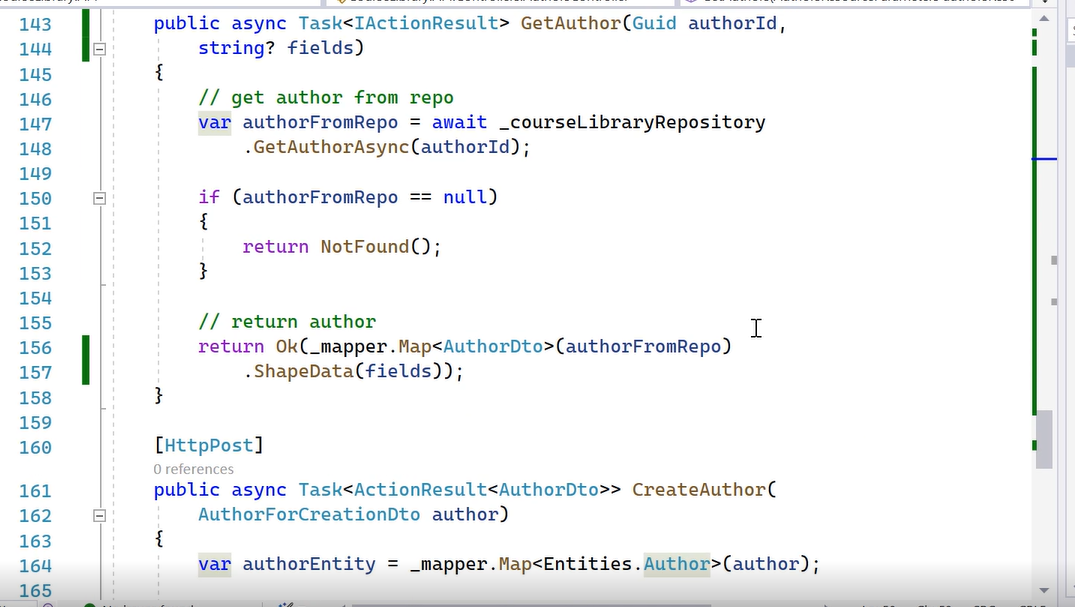 143 public async Task<IActionResult> GetAuthor(Guid authorId,
144 string? fields)
145 {
146 // get author from repo
147 var authorFromRepo = await _courseLibraryRepository
148 .GetAuthorAsync(authorId);
149
150 if (authorFromRepo == null)
151 {
152 return NotFound();
153 }
154
155 // return author
156 return Ok(_mapper.Map<AuthorDto>(authorFromRepo)
157 .ShapeData(fields));
158 }
159
160 [HttpPost]
0 references
161 public async Task<ActionResult<AuthorDto>> CreateAuthor(
162 AuthorForCreationDto author)
163 {
164 var authorEntity = _mapper.Map<Entities.Author>(author);
165